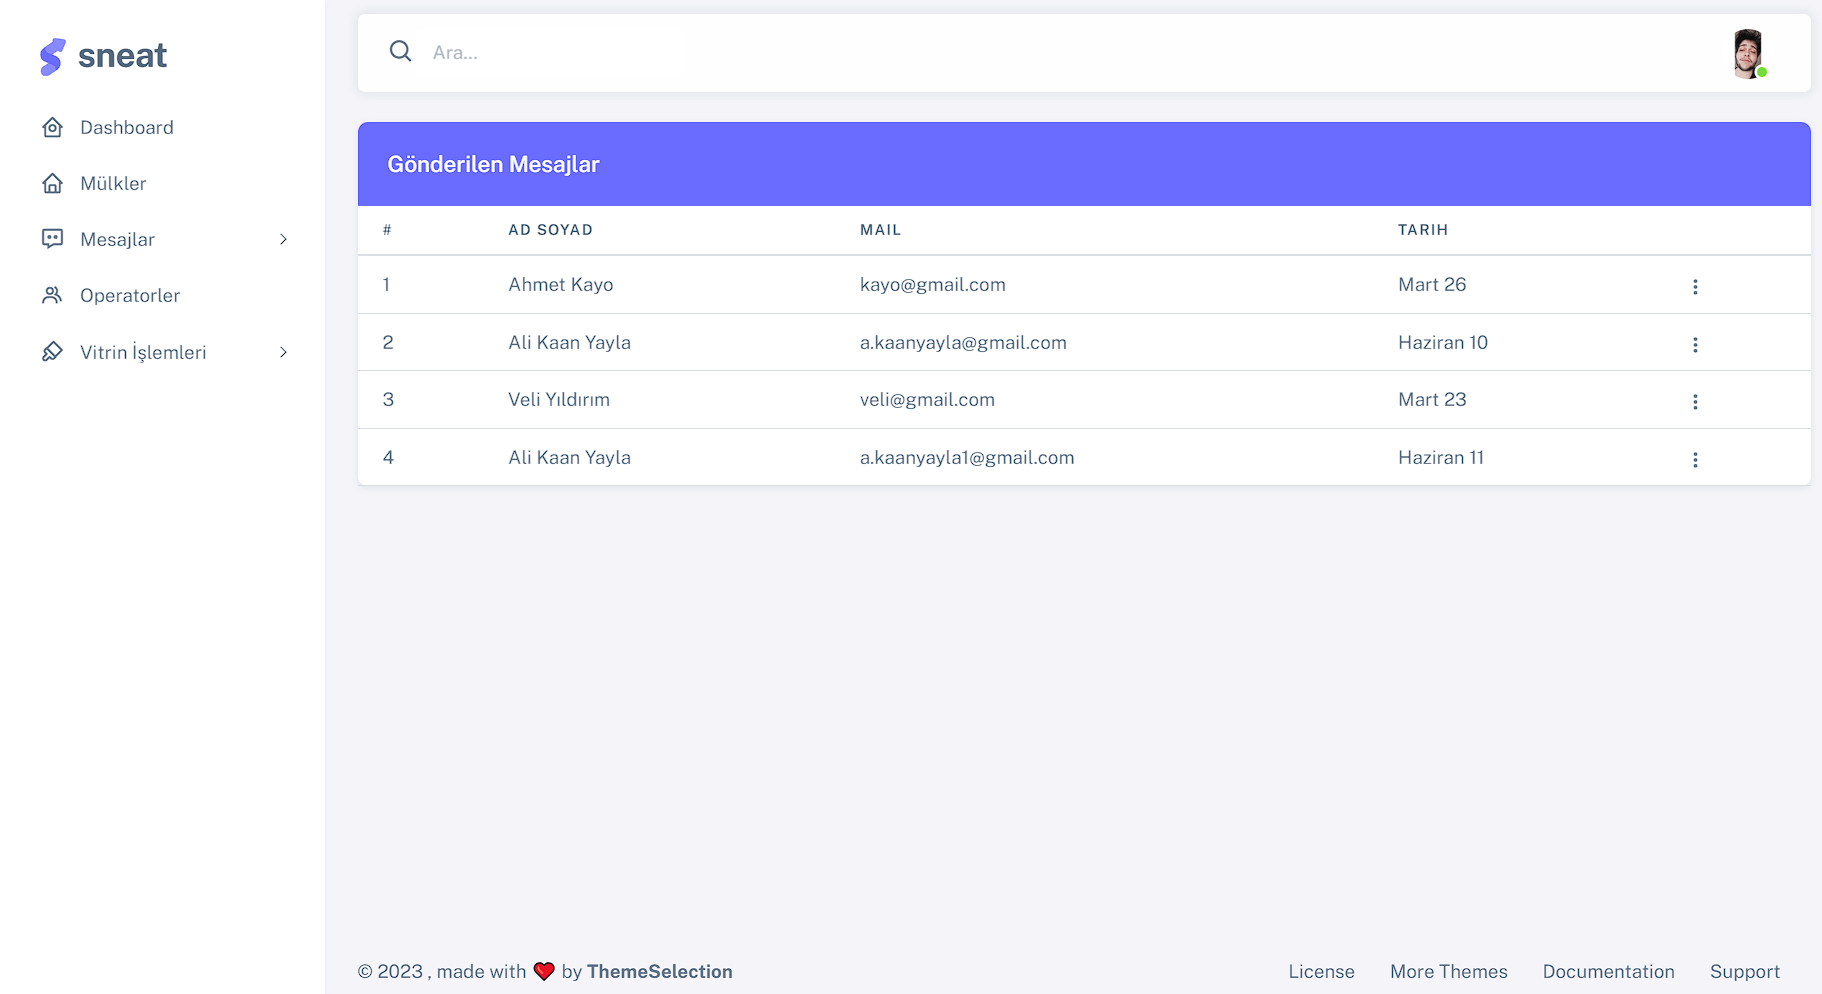 sneat
Dashboard
Mülkler
Mesajlar
Operatorler
Vitrin İşlemleri
Ara...
Gönderilen Mesajlar
# AD SOYAD MAIL TARIH
1 Ahmet Kayo kayo@gmail.com Mart 26
2 Ali Kaan Yayla a.kaanyayla@gmail.com Haziran 10
3 Veli Yıldırım veli@gmail.com Mart 23
4 Ali Kaan Yayla a.kaanyayla1@gmail.com Haziran 11
© 2023 , made with ❤️ by ThemeSelection License More Themes Documentation Support